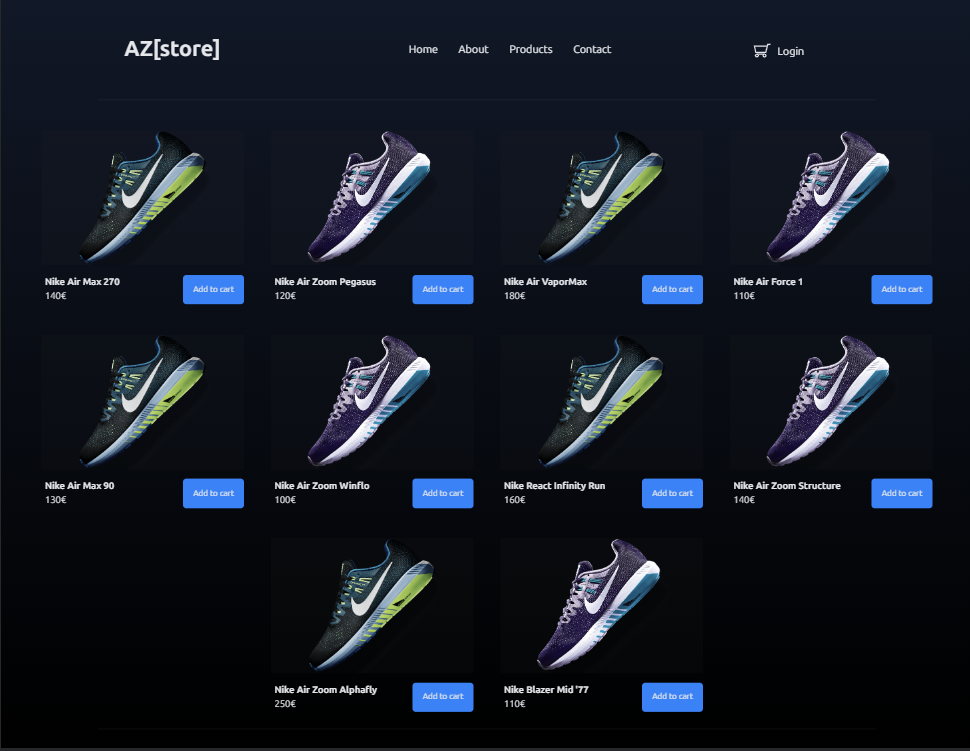 AZ[store]
Home About Products Contact
Login
Nike Air Max 270
140€
Add to cart
Nike Air Zoom Pegasus
120€
Add to cart
Nike Air VaporMax
180€
Add to cart
Nike Air Force 1
110€
Add to cart
Nike Air Max 90
130€
Add to cart
Nike Air Zoom Winflo
100€
Add to cart
Nike React Infinity Run
160€
Add to cart
Nike Air Zoom Structure
140€
Add to cart
Nike Air Zoom Alphafly
250€
Add to cart
Nike Blazer Mid '77
110€
Add to cart